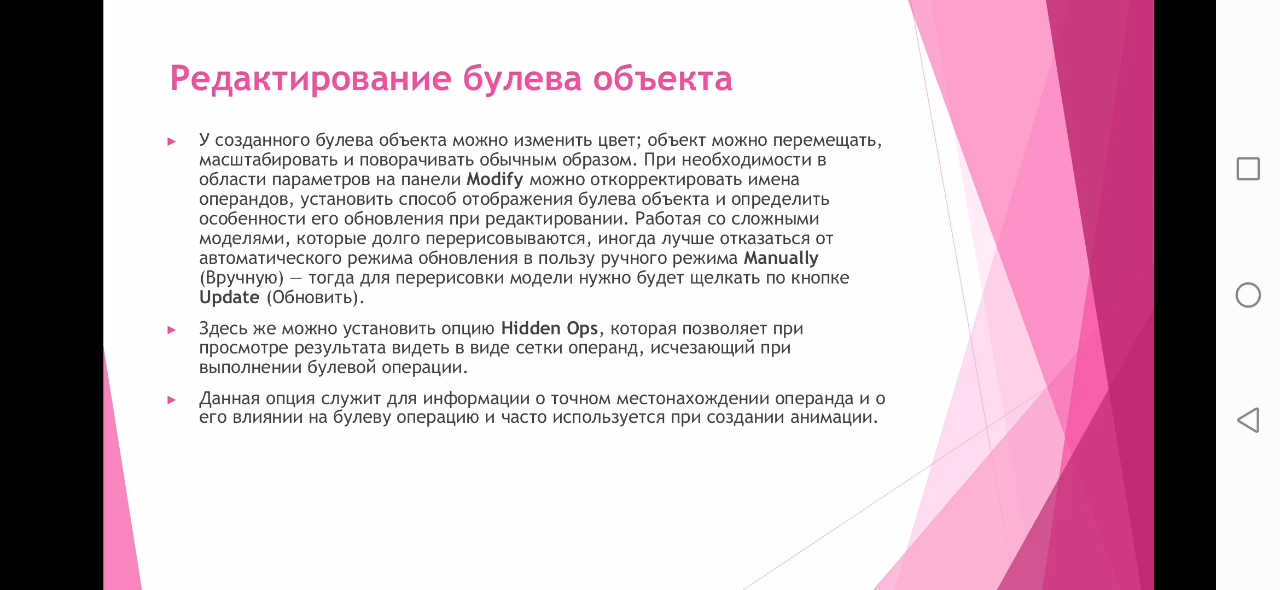 Редактирование булева объекта
У созданного булева объекта можно изменить цвет; объект можно перемещать,
масштабировать и поворачивать обычным образом. При необходимости в
области параметров на панели Modify можно откорректировать имена
операндов, установить способ отображения булева объекта и определить
особенности его обновления при редактировании. Работая со сложными
моделями, которые долго перерисовываются, иногда лучше отказаться от
автоматического режима обновления в пользу ручного режима Manually
(Вручную) — тогда для перерисовки модели нужно будет щелкать по кнопке
Update (Обновить).
Здесь же можно установить опцию Hidden Ops, которая позволяет при
просмотре результата видеть в виде сетки операнд, исчезающий при
выполнении булевой операции.
Данная опция служит для информации о точном местонахождении операнда и о
его влиянии на булеву операцию и часто используется при создании анимации.